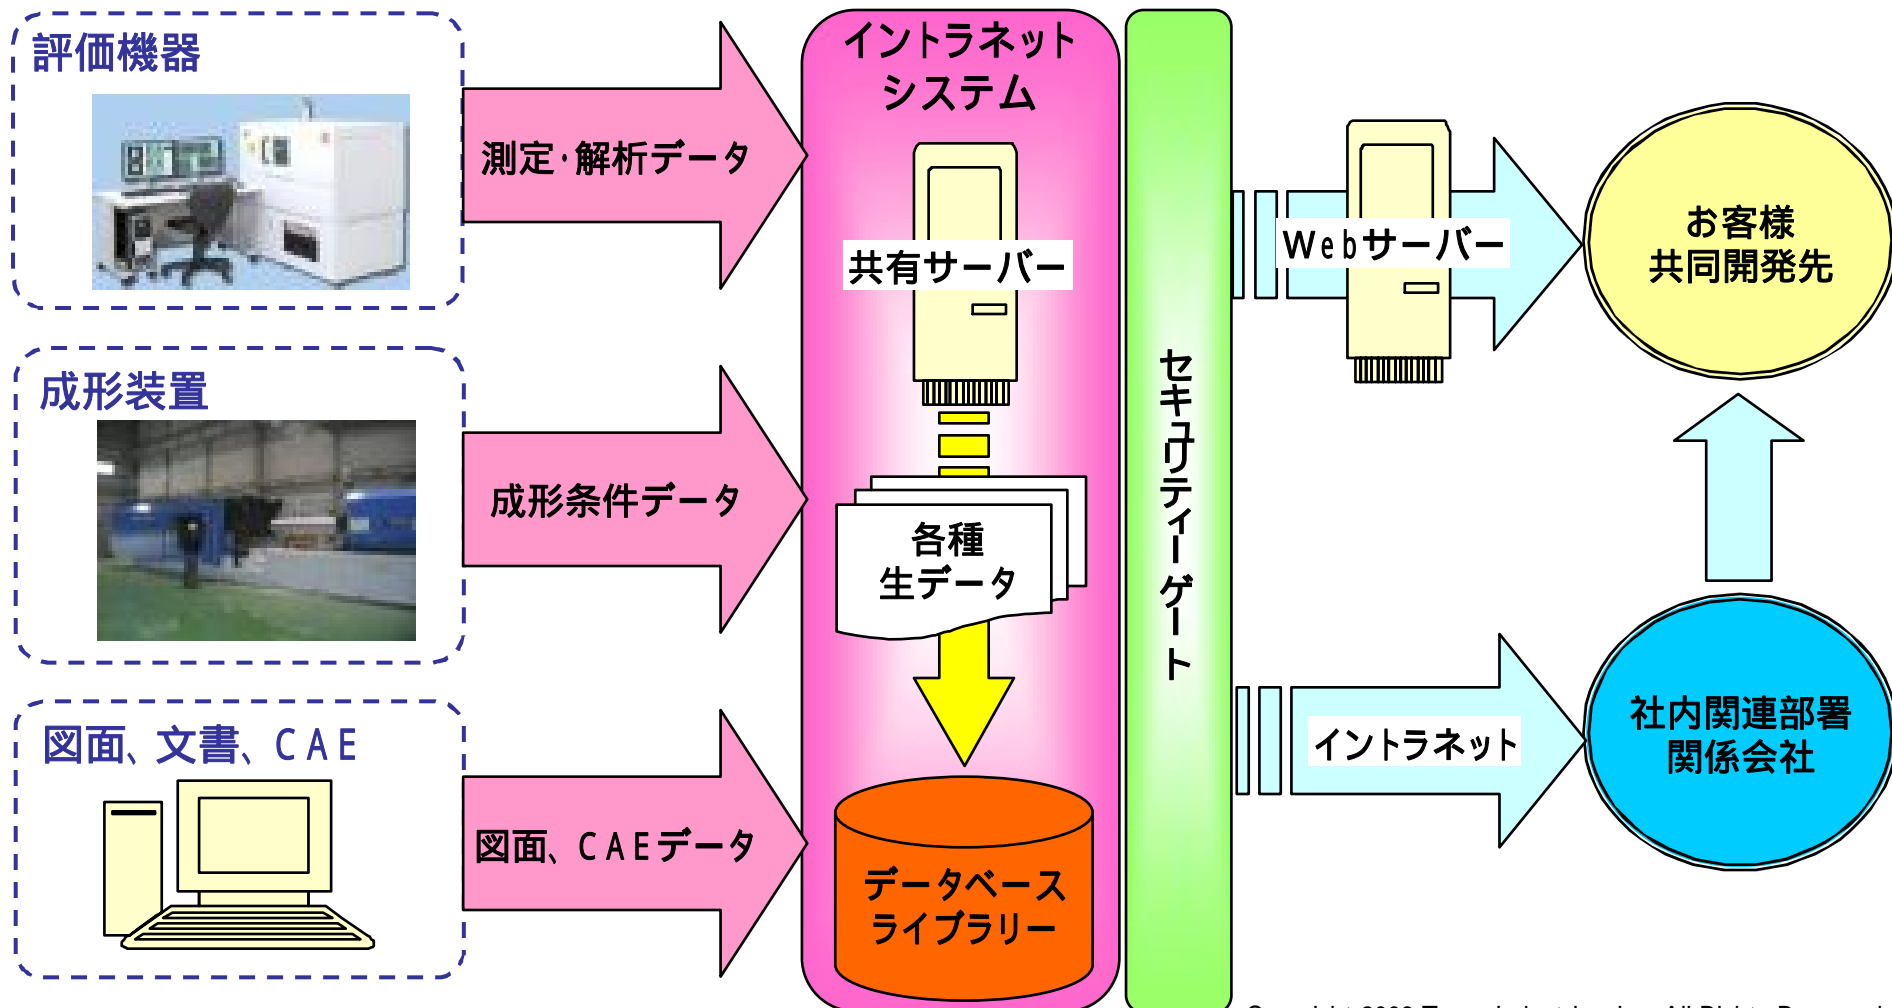 評価機器
測定・解析データ
成形装置
成形条件データ
図面、文書、CAE
図面、CAEデータ
イントラネット
システム
共有サーバー
各種
生データ
データベース
ライブラリー
セキュリティーゲート
Webサーバー
お客様
共同開発先
イントラネット
社内関連部署
関係会社